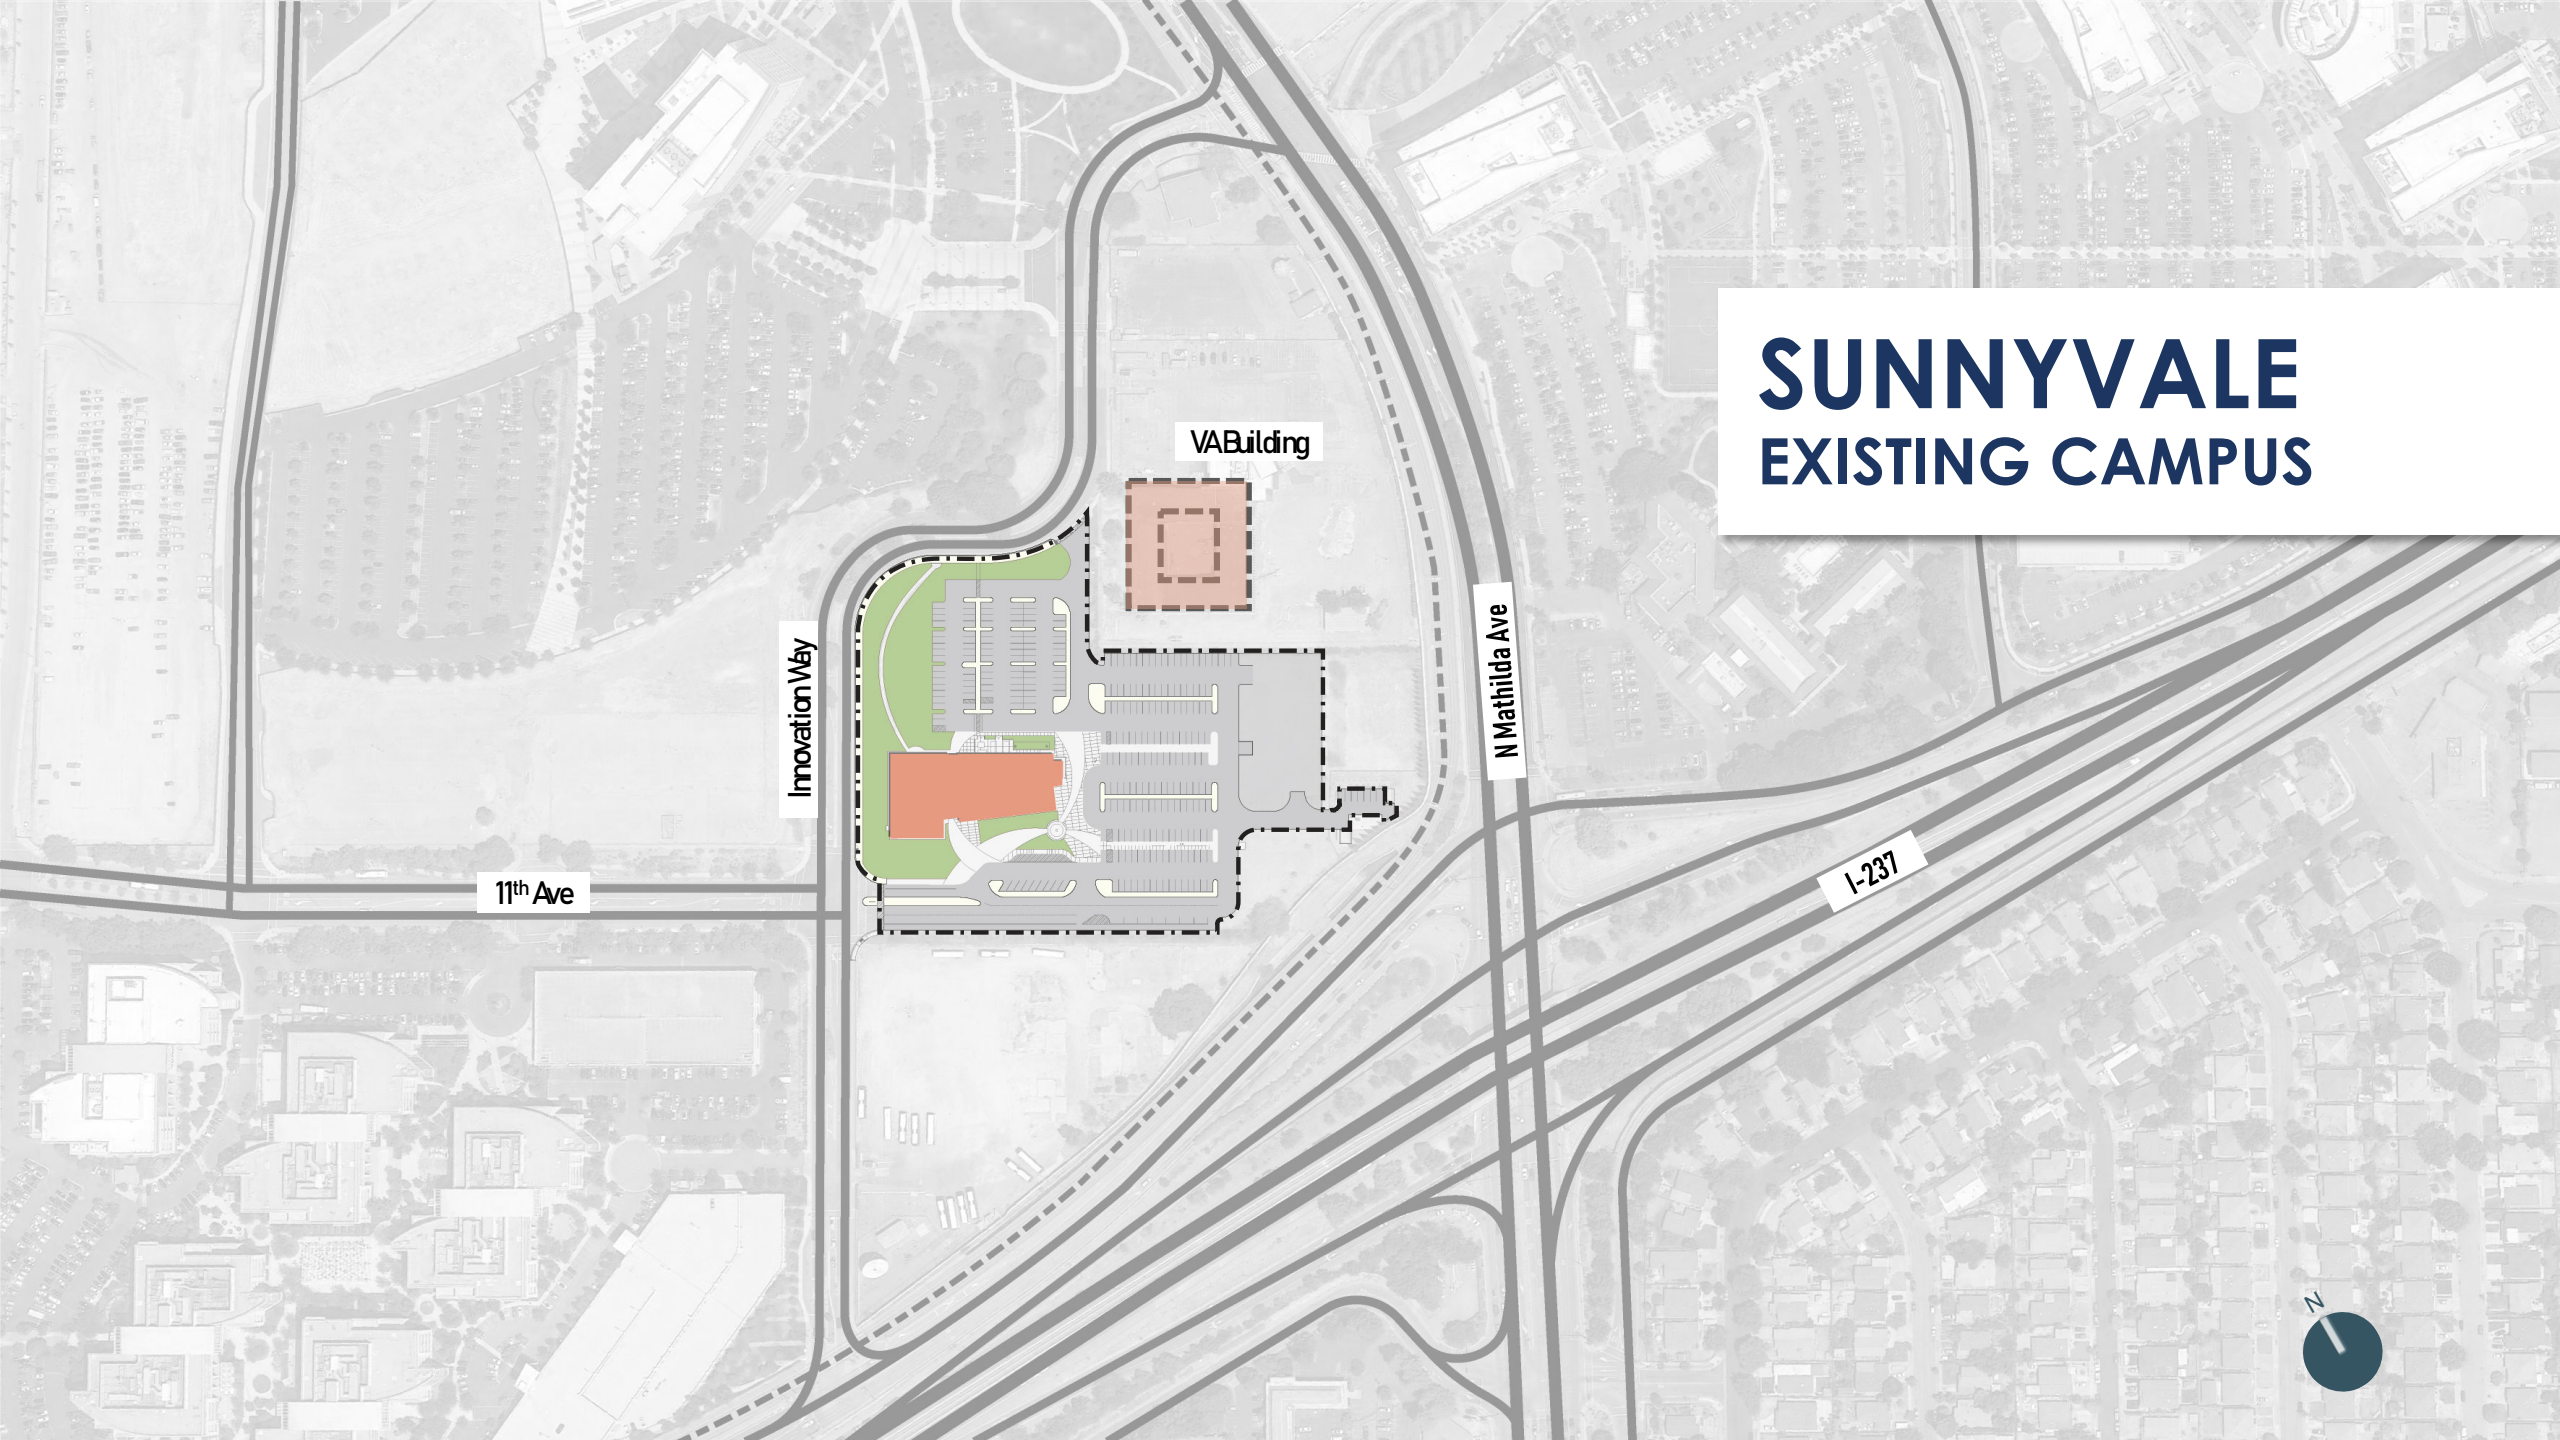 SUNNYVALE
EXISTING CAMPUS
VA Building
Innovation Way
N Mathilda Ave
11th Ave
I-237
N